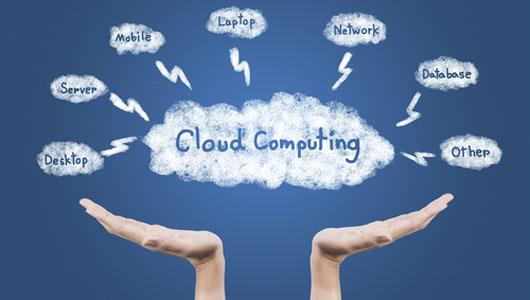 Laptop
Mobile
Network
Server
Database
Cloud Computing
Desktop
Other